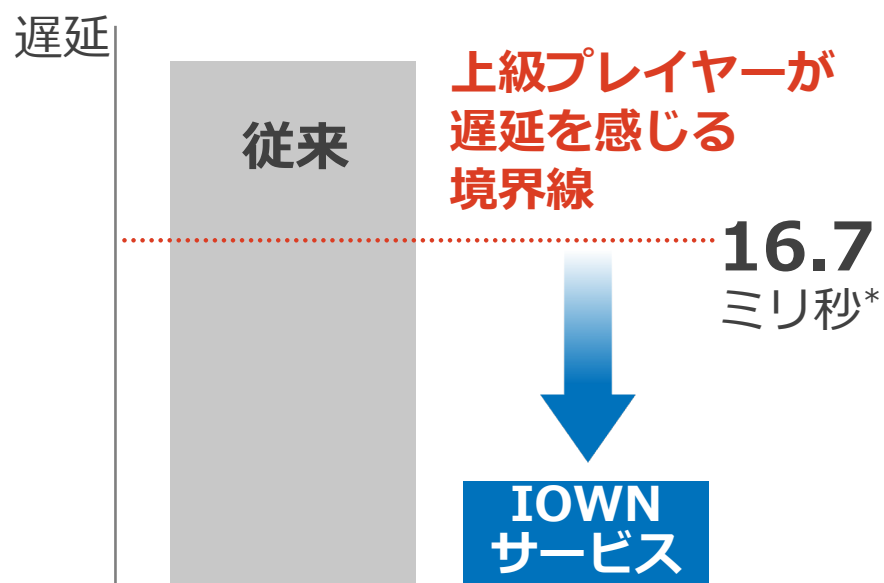 遅延
従来
上級プレイヤーが
遅延を感じる
境界線
16.7
ミリ秒*
IOWN
サービス